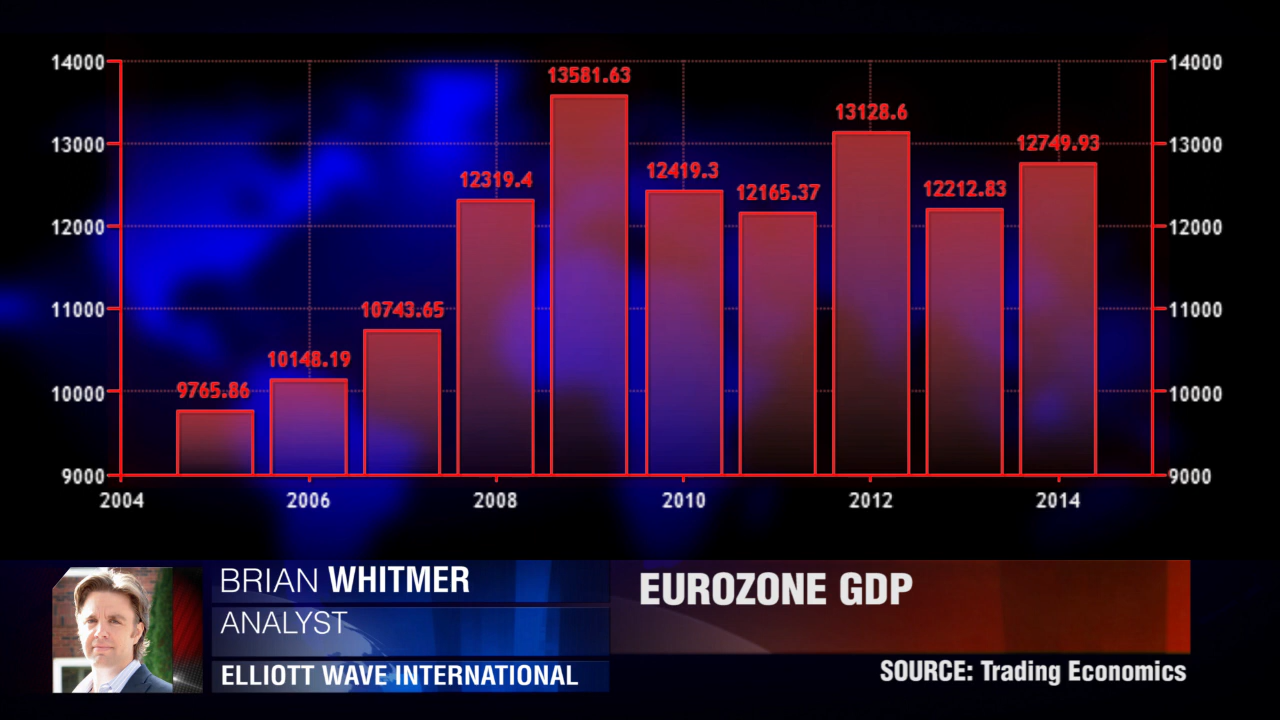 14000 14000
13581.63
13128.6
13000 12749.93 13000
12319.4 12419.3 12165.37 12212.83
12000 12000
11000 10743.65 11000
10148.19
10000 9765.86 10000
9000 9000
2004 2006 2008 2010 2012 2014
BRIAN WHITMER
ANALYST
ELLIOTT WAVE INTERNATIONAL
EUROZONE GDP
SOURCE: Trading Economics